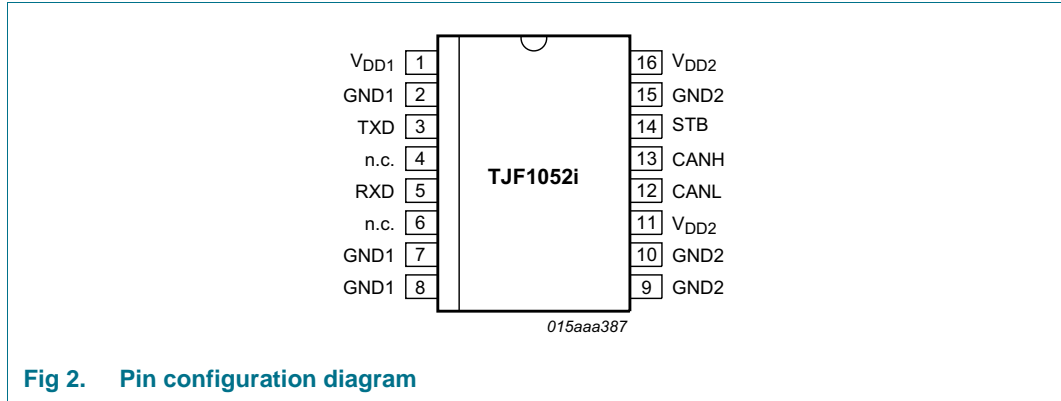 VDD1 1 16 VDD2
GND1 2 15 GND2
TXD 3 14 STB
n.c. 4 13 CANH
TJF1052i
RXD 5 12 CANL
n.c. 6 11 VDD2
GND1 7 10 GND2
GND1 8 9 GND2
015aaa387
Fig 2. Pin configuration diagram